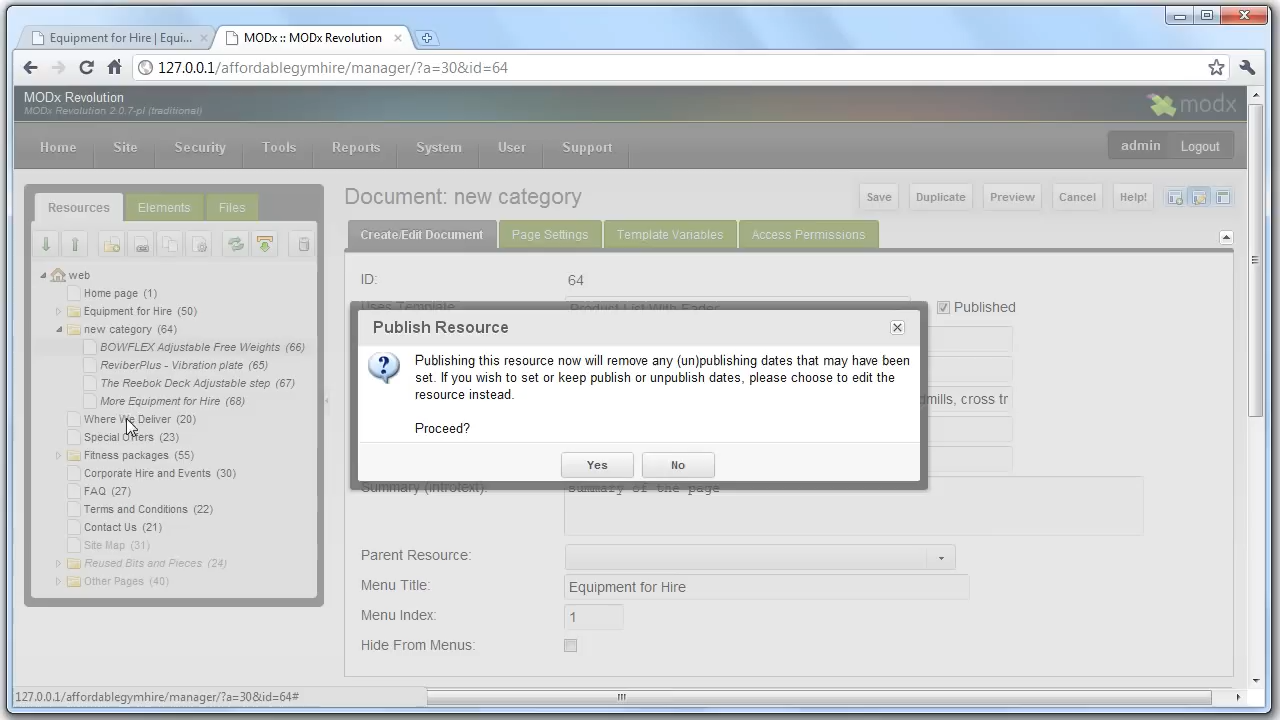 Equipment for Hire | Equi...
MODx :: MODx Revolution
127.0.0.1/affordablegymhire/manager/?a=30&id=64
MODx Revolution
MODx Revolution 2.0.7-pl (traditional)
modx
Home Site Security Tools Reports System User Support
admin Logout
Resources Elements Files
Document: new category
Save Duplicate Preview Cancel Help!
Create/Edit Document Page Settings Template Variables Access Permissions
web
Home page (1)
Equipment for Hire (50)
new category (64)
BOWFLEX Adjustable Free Weights (66)
ReviberPlus - Vibration plate (65)
The Reebok Deck Adjustable step (67)
More Equipment for Hire (68)
Where We Deliver (20)
Special Offers (23)
Fitness packages (55)
Corporate Hire and Events (30)
FAQ (27)
Terms and Conditions (22)
Contact Us (21)
Site Map (31)
Reused Bits and Pieces (24)
Other Pages (40)
ID: 64
Uses Template: Product List With Fader
Published
dmills, cross tr
Publish Resource
Publishing this resource now will remove any (un)publishing dates that may have been
set. If you wish to set or keep publish or unpublish dates, please choose to edit the
resource instead.
Proceed?
Yes No
Summary (introtext): summary of the page
Parent Resource:
Menu Title: Equipment for Hire
Menu Index: 1
Hide From Menus:
127.0.0.1/affordablegymhire/manager/?a=30&id=64#